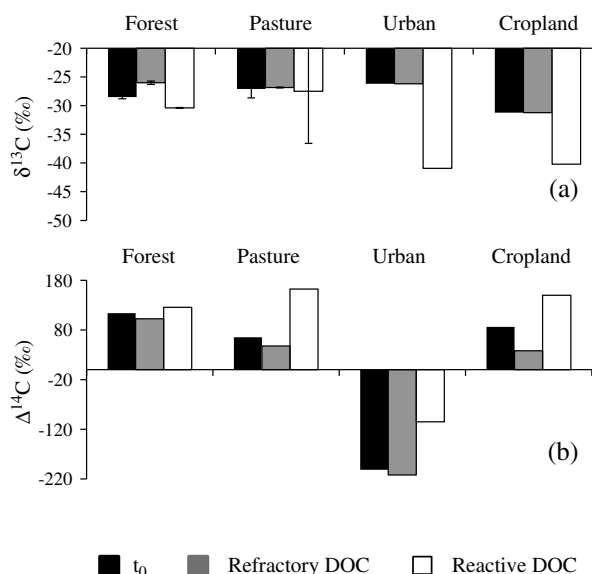 Forest Pasture Urban Cropland
-20
-25
-30
-35
-40
-45
-50
δ¹³C (‰)
(a)
Forest Pasture Urban Cropland
180
80
-20
-120
-220
Δ¹⁴C (‰)
(b)
t₀ Refractory DOC Reactive DOC